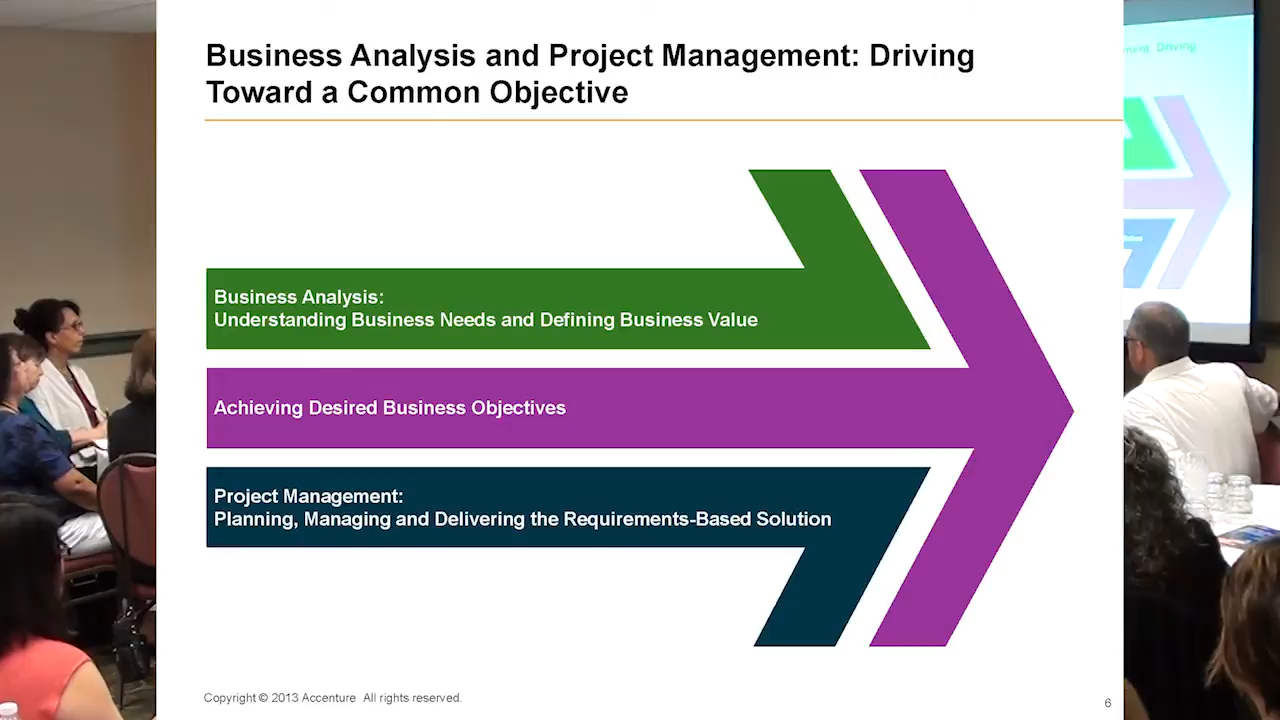 Business Analysis and Project Management: Driving
Toward a Common Objective
Business Analysis:
Understanding Business Needs and Defining Business Value
Achieving Desired Business Objectives
Project Management:
Planning, Managing and Delivering the Requirements-Based Solution
Copyright © 2013 Accenture All rights reserved.
6
Driving